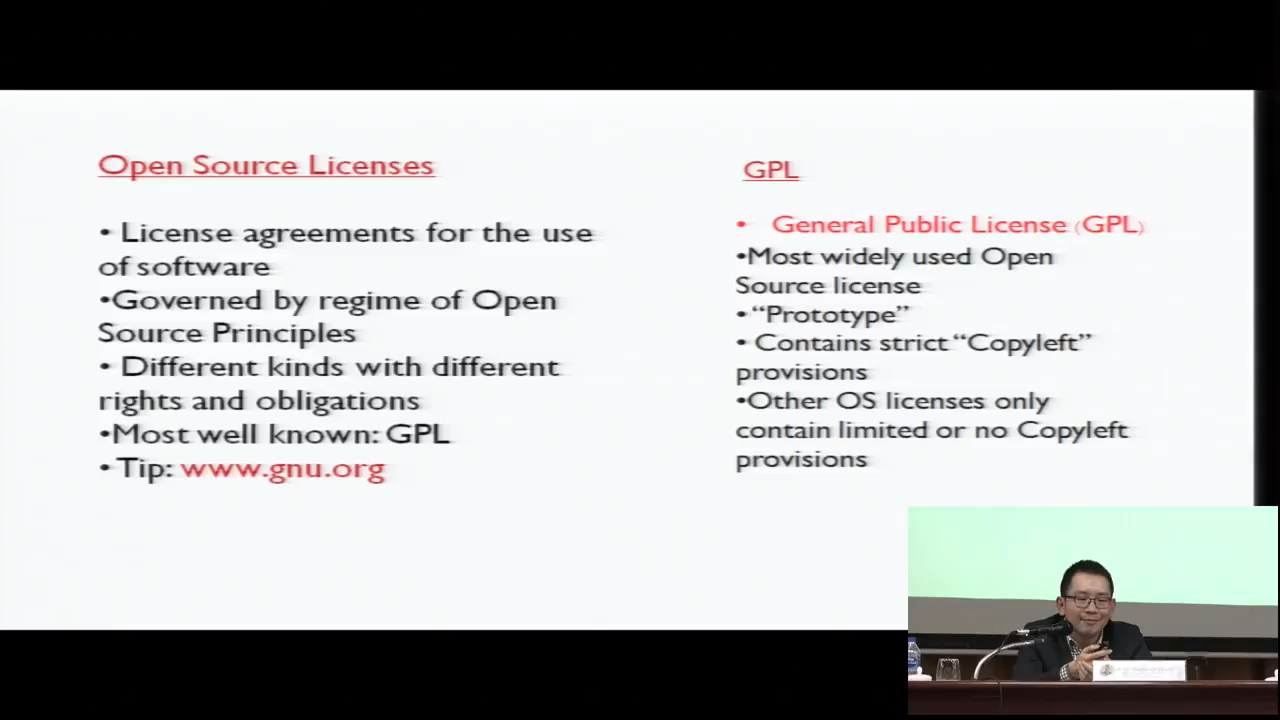 Open Source Licenses
• License agreements for the use
of software
•Governed by regime of Open
Source Principles
• Different kinds with different
rights and obligations
•Most well known: GPL
• Tip: www.gnu.org
GPL
• General Public License (GPL)
•Most widely used Open
Source license
• “Prototype”
• Contains strict “Copyleft”
provisions
•Other OS licenses only
contain limited or no Copyleft
provisions